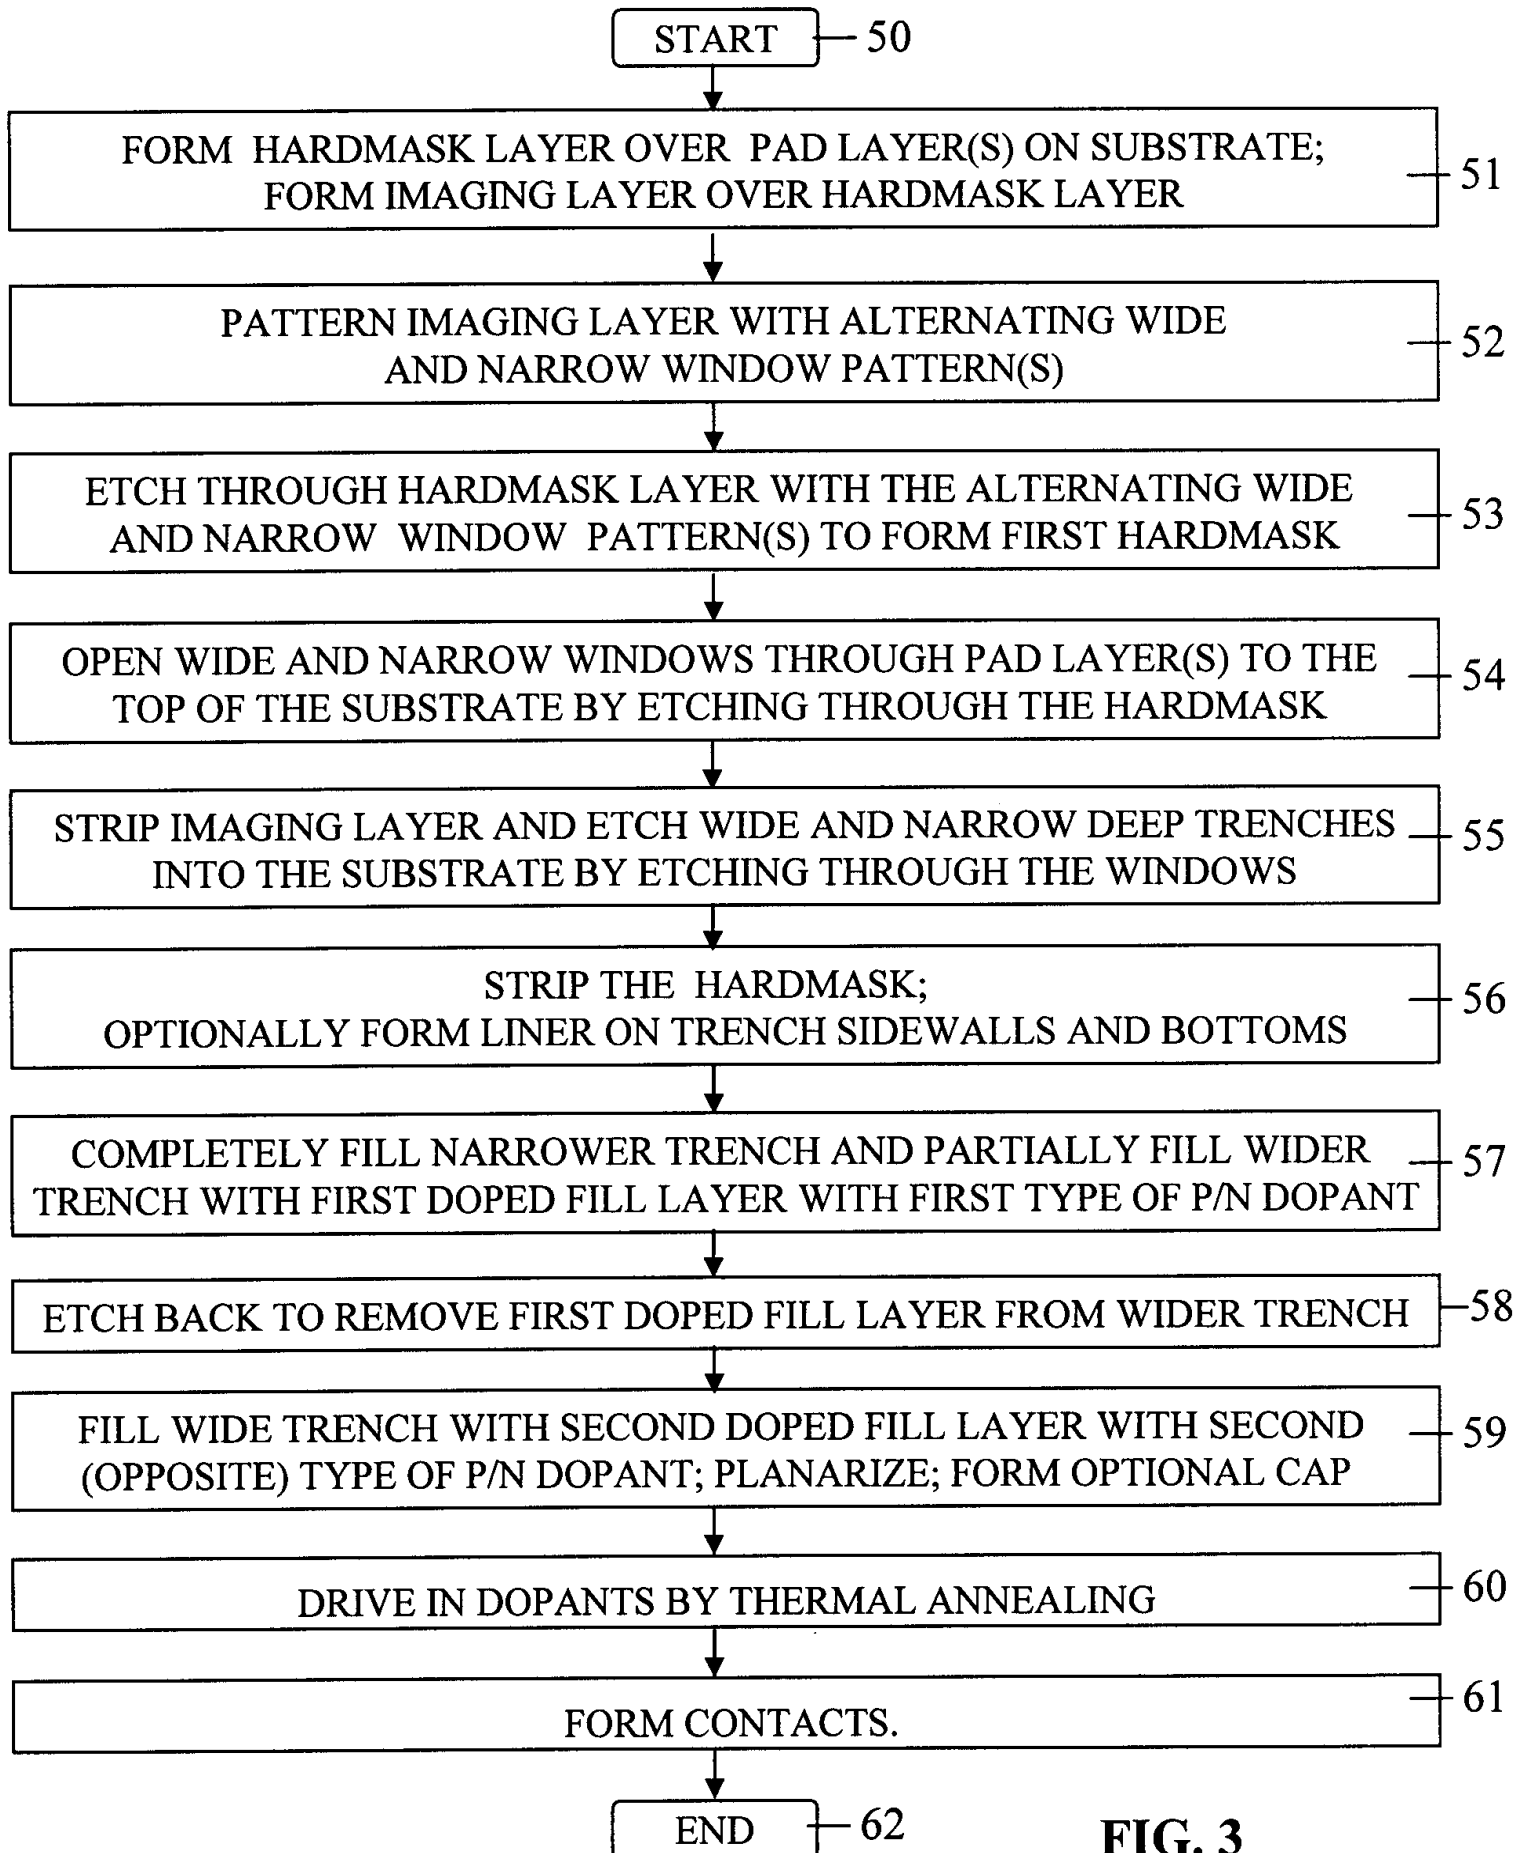 START
50
FORM HARDMASK LAYER OVER PAD LAYER(S) ON SUBSTRATE;
FORM IMAGING LAYER OVER HARDMASK LAYER
51
PATTERN IMAGING LAYER WITH ALTERNATING WIDE
AND NARROW WINDOW PATTERN(S)
52
ETCH THROUGH HARDMASK LAYER WITH THE ALTERNATING WIDE
AND NARROW WINDOW PATTERN(S) TO FORM FIRST HARDMASK
53
OPEN WIDE AND NARROW WINDOWS THROUGH PAD LAYER(S) TO THE
TOP OF THE SUBSTRATE BY ETCHING THROUGH THE HARDMASK
54
STRIP IMAGING LAYER AND ETCH WIDE AND NARROW DEEP TRENCHES
INTO THE SUBSTRATE BY ETCHING THROUGH THE WINDOWS
55
STRIP THE HARDMASK;
OPTIONALLY FORM LINER ON TRENCH SIDEWALLS AND BOTTOMS
56
COMPLETELY FILL NARROWER TRENCH AND PARTIALLY FILL WIDER
TRENCH WITH FIRST DOPED FILL LAYER WITH FIRST TYPE OF P/N DOPANT
57
ETCH BACK TO REMOVE FIRST DOPED FILL LAYER FROM WIDER TRENCH
58
FILL WIDE TRENCH WITH SECOND DOPED FILL LAYER WITH SECOND
(OPPOSITE) TYPE OF P/N DOPANT; PLANARIZE; FORM OPTIONAL CAP
59
DRIVE IN DOPANTS BY THERMAL ANNEALING
60
FORM CONTACTS.
61
END
62
FIG. 3